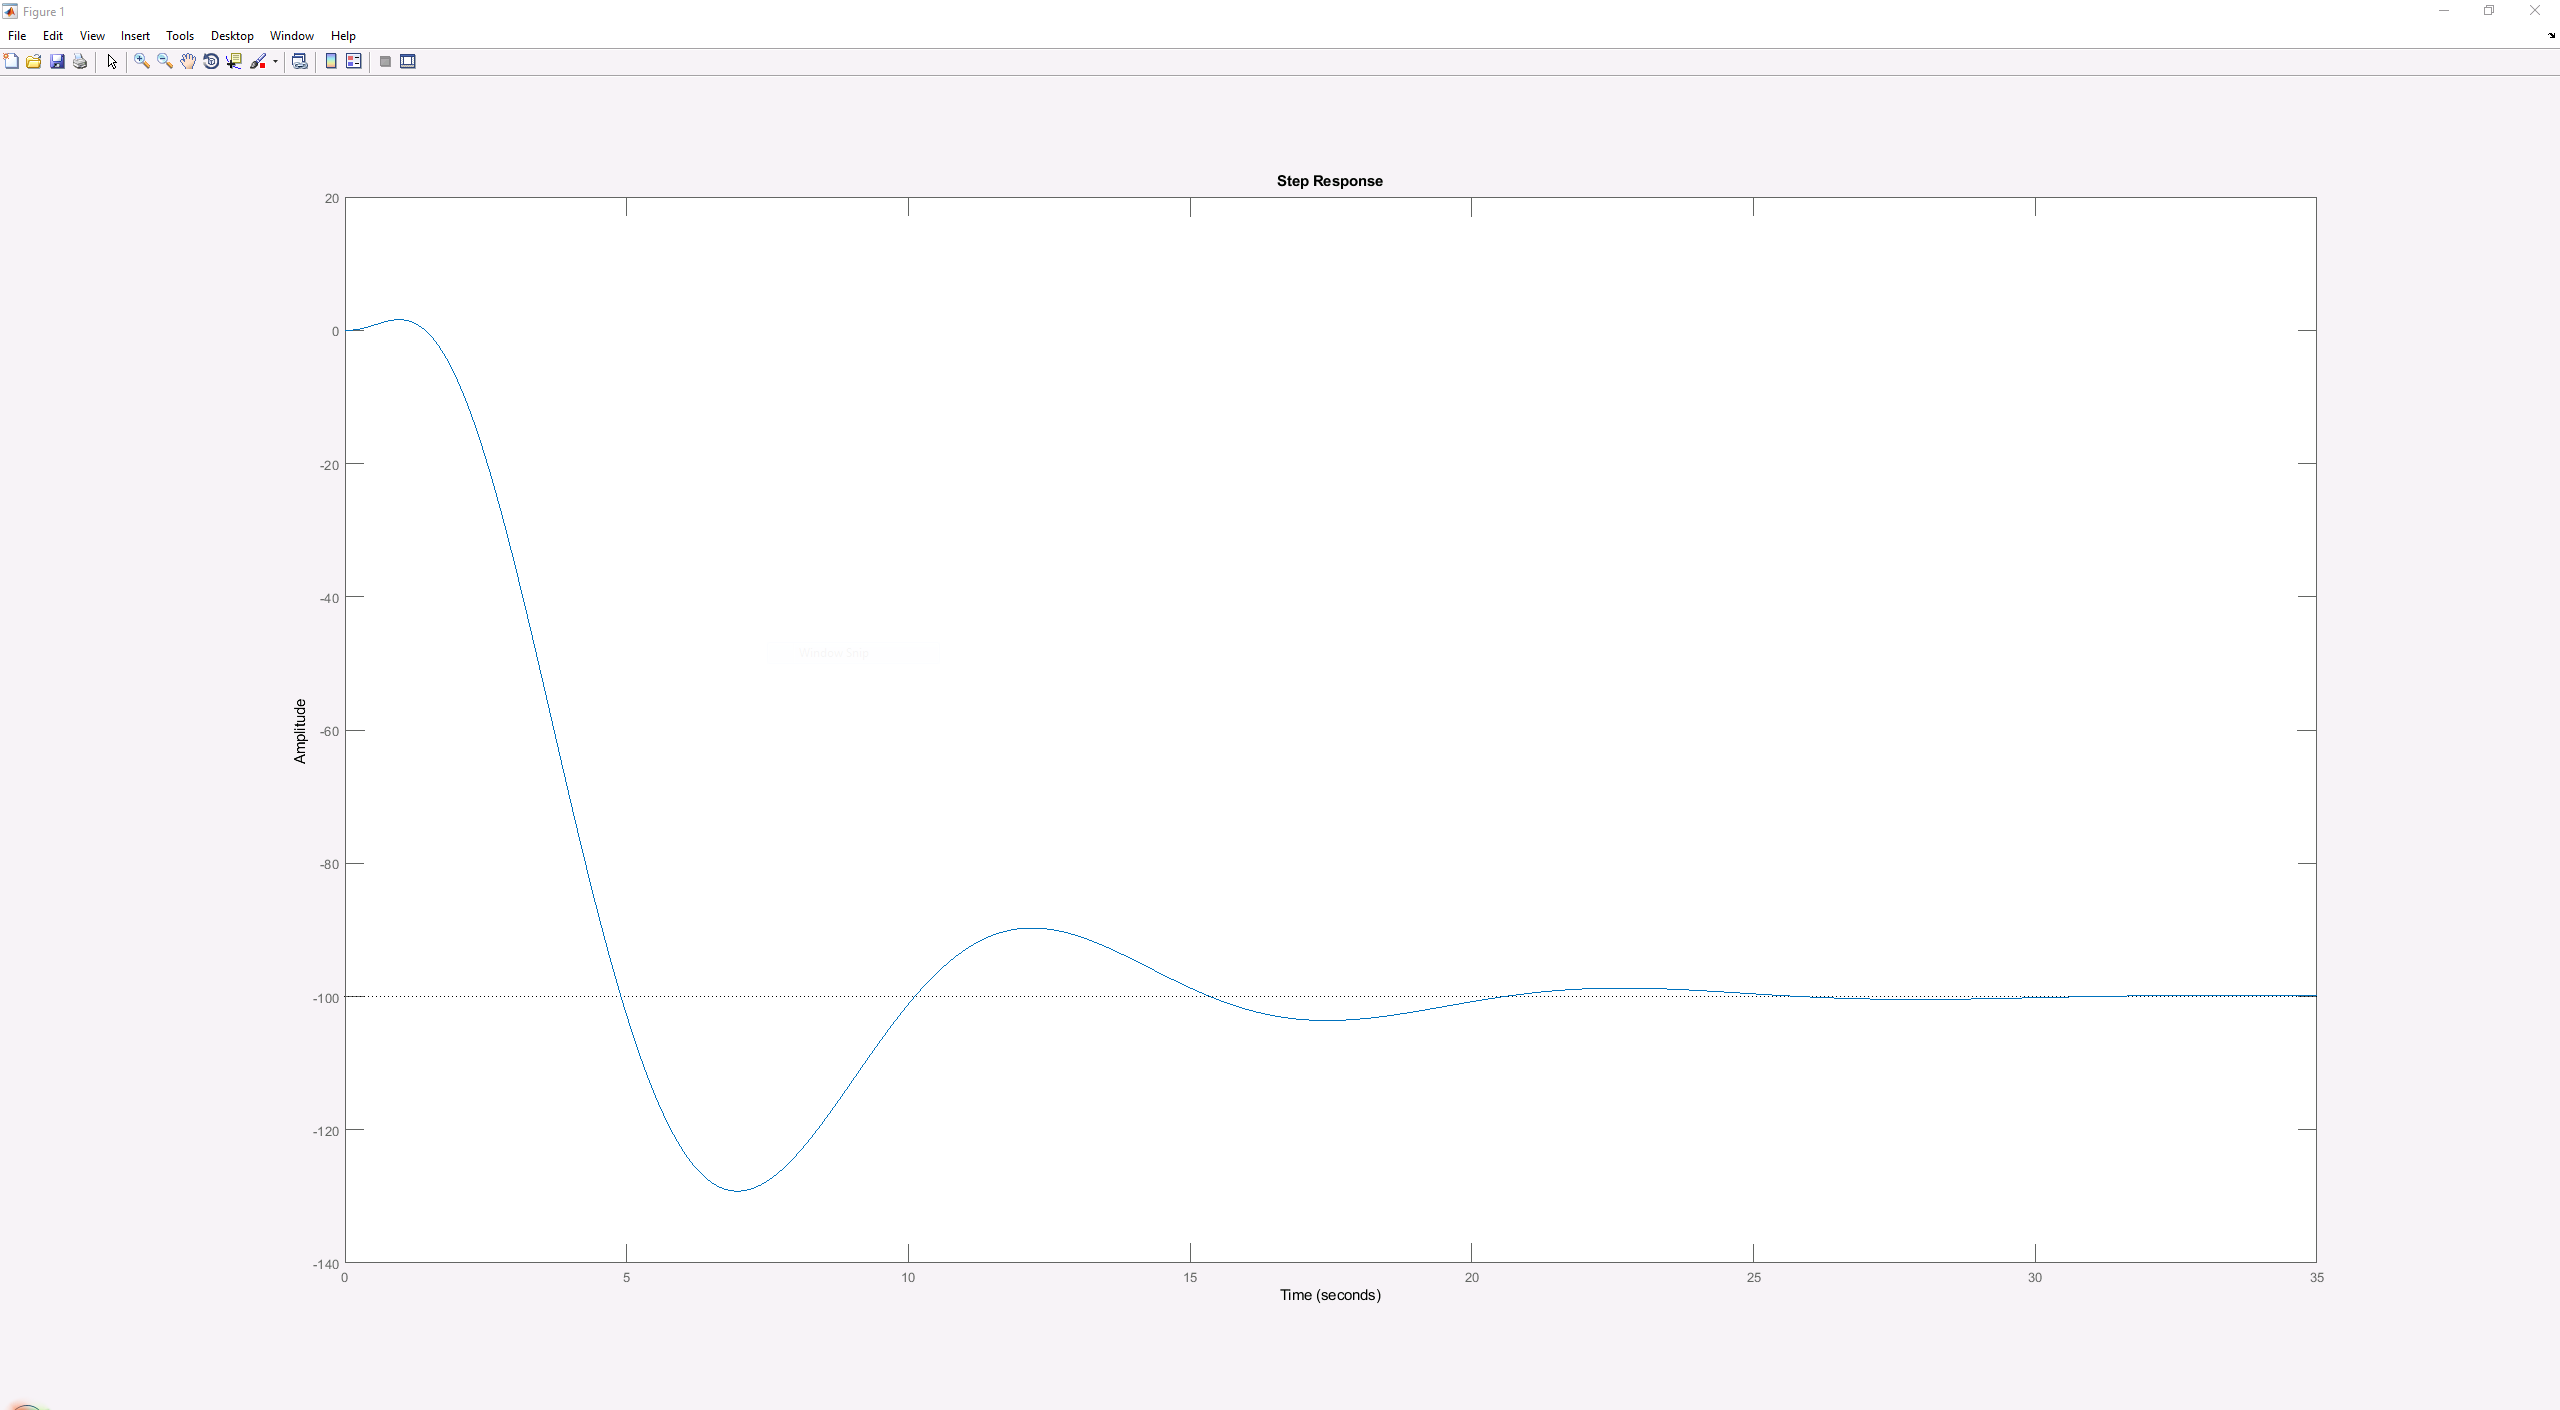 Figure 1
File Edit View Insert Tools Desktop Window Help
Step Response
20
0
-20
-40
-60
-80
-100
-120
-140
Amplitude
0 5 10 15 20 25 30 35
Time (seconds)